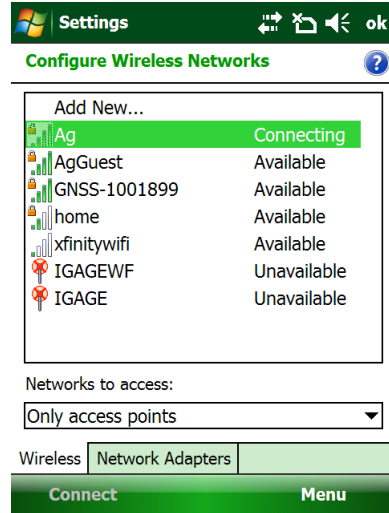 Settings ok
Configure Wireless Networks ?
Add New...
Ag Connecting
AgGuest Available
GNSS-1001899 Available
home Available
xfinitywifi Available
IGAGEWF Unavailable
IGAGE Unavailable
Networks to access:
Only access points
Wireless Network Adapters
Connect Menu